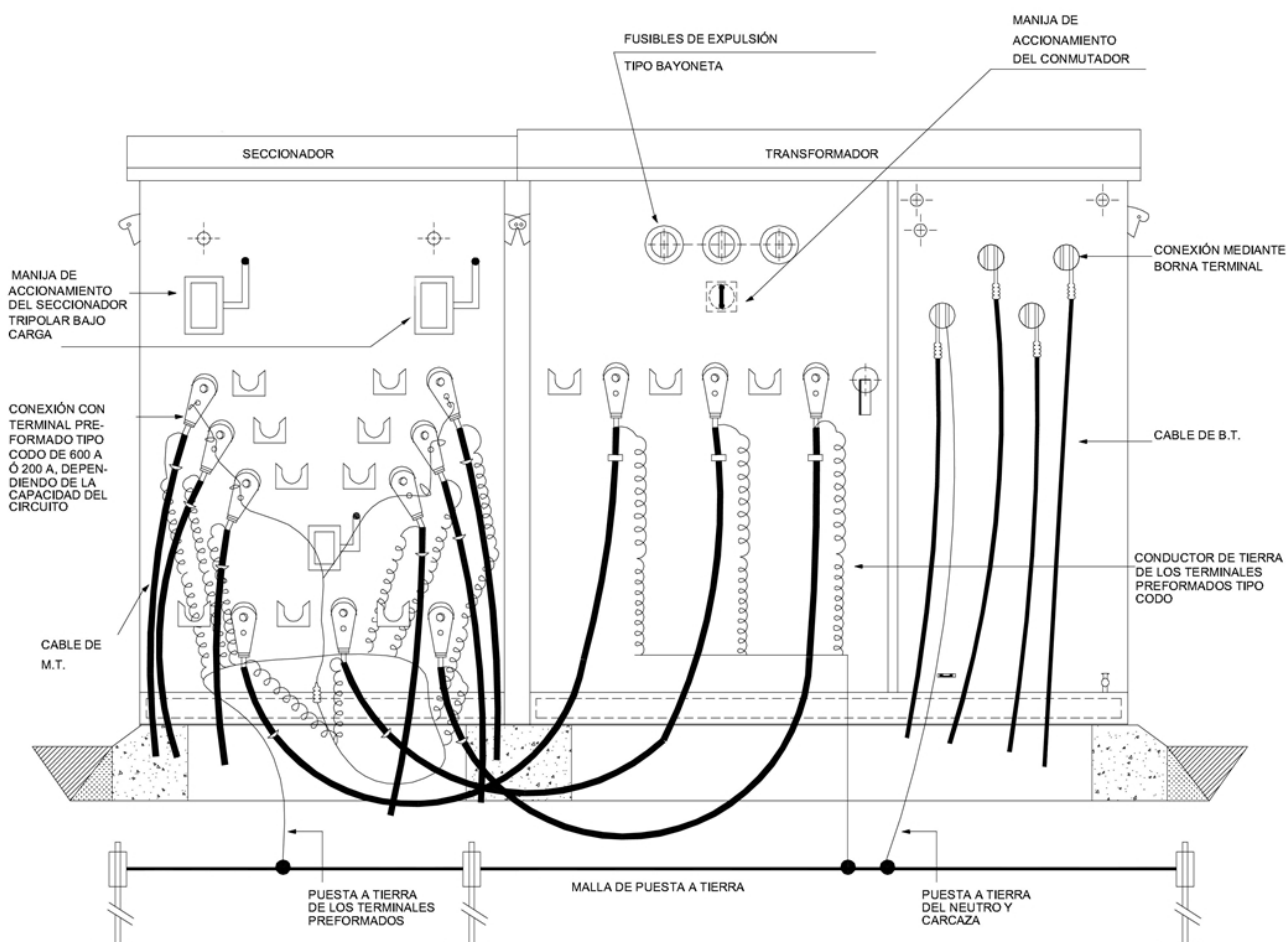 FUSIBLES DE EXPULSIÓN
TIPO BAYONETA
MANIJA DE
ACCIONAMIENTO
DEL CONMUTADOR
SECCIONADOR
TRANSFORMADOR
MANIJA DE
ACCIONAMIENTO
DEL SECCIONADOR
TRIPOLAR BAJO
CARGA
CONEXIÓN MEDIANTE
BORNA TERMINAL
CONEXIÓN CON
TERMINAL PRE-
FORMADO TIPO
CODO DE 600 A
Ó 200 A, DEPEN-
DIENDO DE LA
CAPACIDAD DEL
CIRCUITO
CABLE DE B.T.
CONDUCTOR DE TIERRA
DE LOS TERMINALES
PREFORMADOS TIPO
CODO
CABLE DE
M.T.
PUESTA A TIERRA
DE LOS TERMINALES
PREFORMADOS
MALLA DE PUESTA A TIERRA
PUESTA A TIERRA
DEL NEUTRO Y
CARCAZA